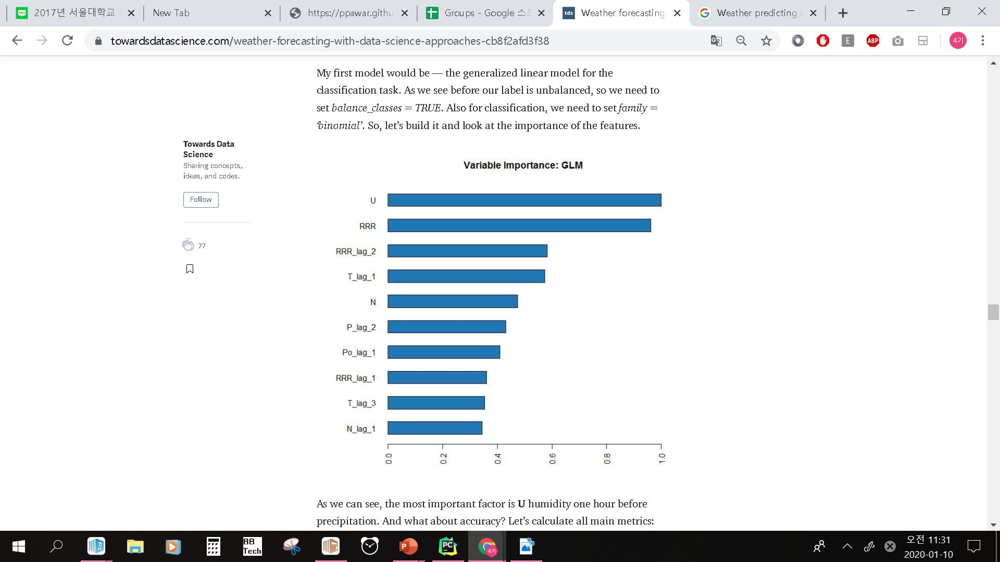 2017년 서울대학교
New Tab
https://ppawar.githu
Groups - Google 스
Weather forecasting
Weather predicting
towardsdatascience.com/weather-forecasting-with-data-science-approaches-cb8f2afd3f38
E
ABP
4기
My first model would be — the generalized linear model for the
classification task. As we see before our label is unbalanced, so we need to
set balance_classes = TRUE. Also for classification, we need to set family =
‘binomial’. So, let’s build it and look at the importance of the features.
Towards Data
Science
Sharing concepts,
ideas, and codes.
Follow
77
Variable Importance: GLM
U
RRR
RRR_lag_2
T_lag_1
N
P_lag_2
Po_lag_1
RRR_lag_1
T_lag_3
N_lag_1
0.0
0.2
0.4
0.6
0.8
1.0
As we can see, the most important factor is U humidity one hour before
precipitation. And what about accuracy? Let’s calculate all main metrics:
BB
Tech
P
PC
4기
오전 11:31
2020-01-10